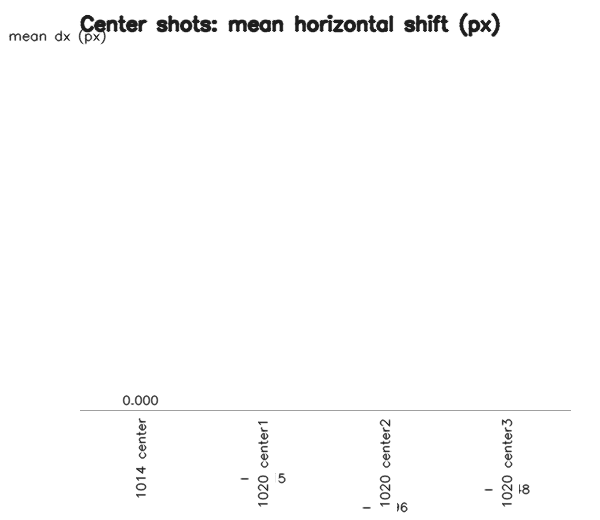 Center shots: mean horizontal shift (px)
mean dx (px)
0.000
1014 center
1020 center1
1020 center2
1020 center3